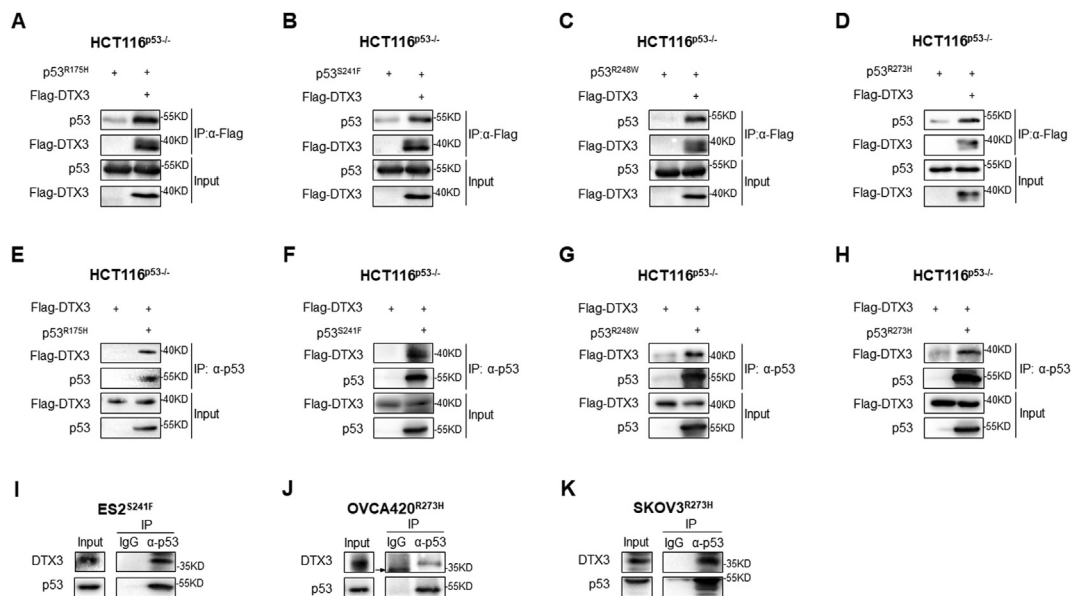 A
HCT116p53-/-
p53R175H + +
Flag-DTX3 +
p53 -55KD
Flag-DTX3 -40KD
IP:α-Flag
p53 -55KD
Flag-DTX3 -40KD
Input
B
HCT116p53-/-
p53S241F + +
Flag-DTX3 +
p53 -55KD
Flag-DTX3 -40KD
IP:α-Flag
p53 -55KD
Flag-DTX3 -40KD
Input
C
HCT116p53-/-
p53R248W + +
Flag-DTX3 +
p53 -55KD
Flag-DTX3 -40KD
IP:α-Flag
p53 -55KD
Flag-DTX3 -40KD
Input
D
HCT116p53-/-
p53R273H + +
Flag-DTX3 +
p53 -55KD
Flag-DTX3 -40KD
IP:α-Flag
p53 -55KD
Flag-DTX3 -40KD
Input
E
HCT116p53-/-
Flag-DTX3 + +
p53R175H +
Flag-DTX3 -40KD
p53 -55KD
IP: α-p53
Flag-DTX3 -40KD
p53 -55KD
Input
F
HCT116p53-/-
Flag-DTX3 + +
p53S241F +
Flag-DTX3 -40KD
p53 -55KD
IP: α-p53
Flag-DTX3 -40KD
p53 -55KD
Input
G
HCT116p53-/-
Flag-DTX3 + +
p53R248W +
Flag-DTX3 -40KD
p53 -55KD
IP: α-p53
Flag-DTX3 -40KD
p53 -55KD
Input
H
HCT116p53-/-
Flag-DTX3 + +
p53R273H +
Flag-DTX3 -40KD
p53 -55KD
IP: α-p53
Flag-DTX3 -40KD
p53 -55KD
Input
I
ES2S241F
IP
Input IgG α-p53
DTX3 -35KD
p53 -55KD
J
OVCA420R273H
IP
Input IgG α-p53
DTX3 -35KD
p53 -55KD
K
SKOV3R273H
IP
Input IgG α-p53
DTX3 -35KD
p53 -55KD